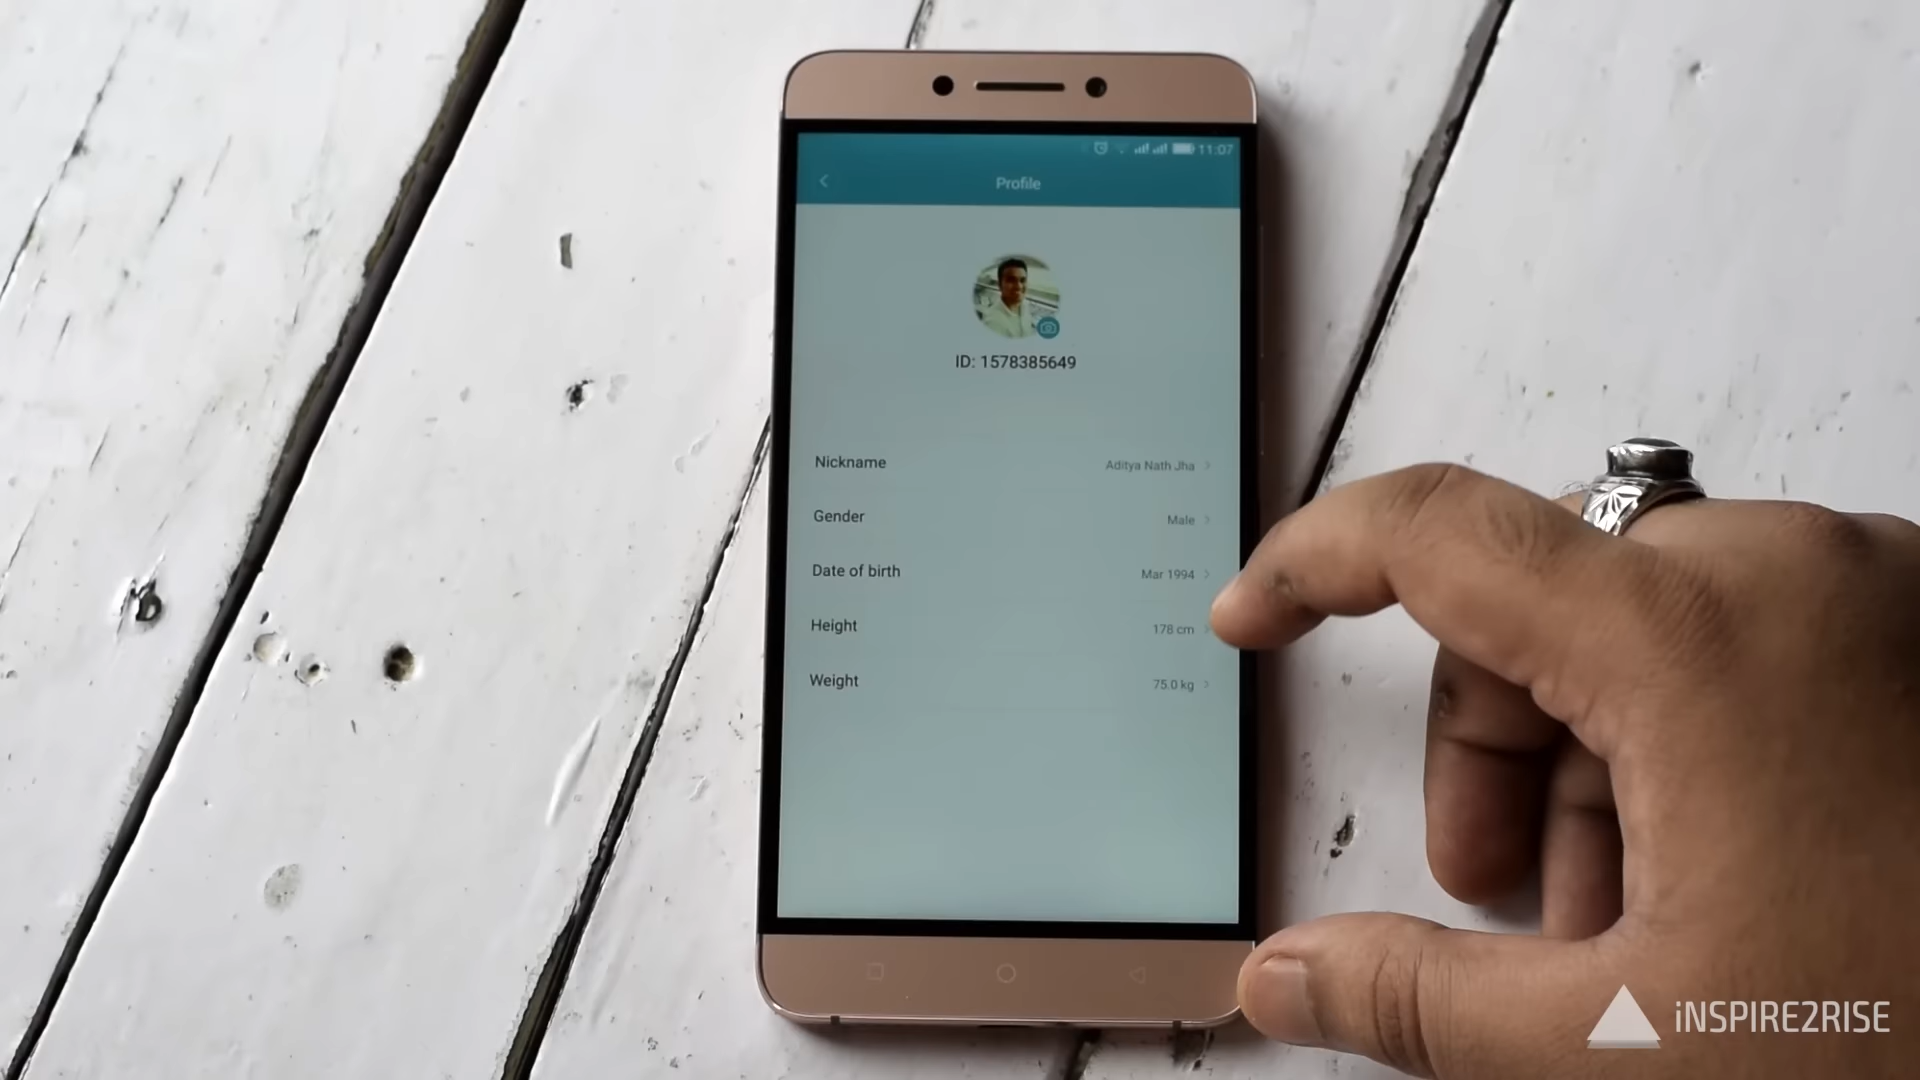 11:07
Profile
ID: 1578385649
Nickname Aditya Nath Jha
Gender Male
Date of birth Mar 1994
Height 178 cm
Weight 75.0 kg
iNSPIRE2RISE